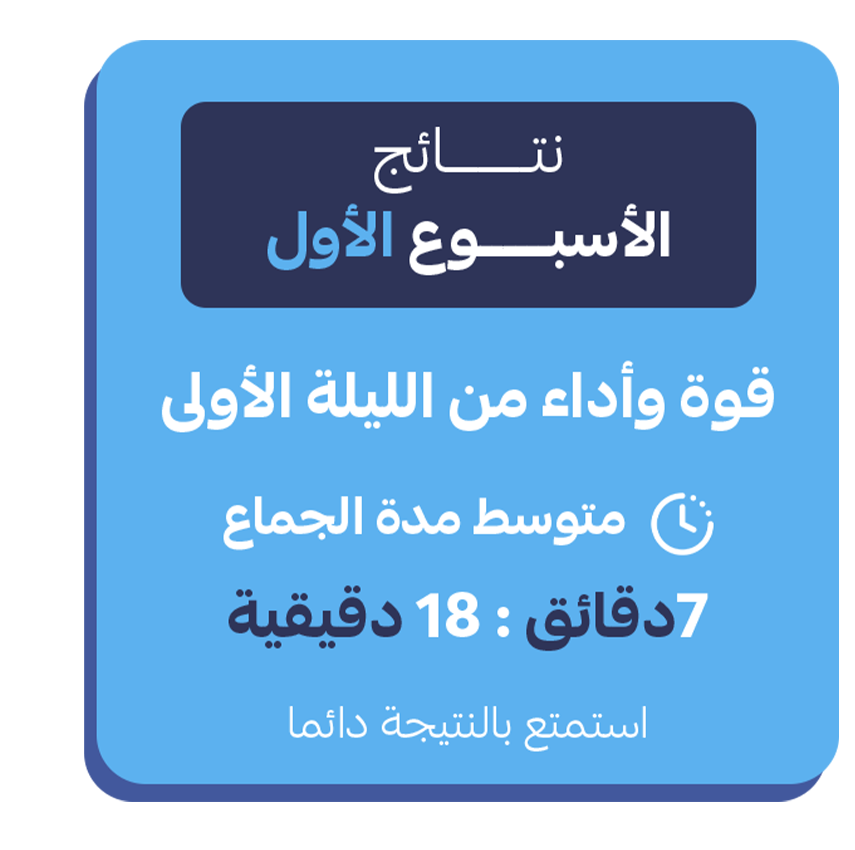 نتـــــائج
الأسبـــوع الأول
قوة وأداء من الليلة الأولى
متوسط مدة الجماع
7دقائق : 18 دقيقية
استمتع بالنتيجة دائما